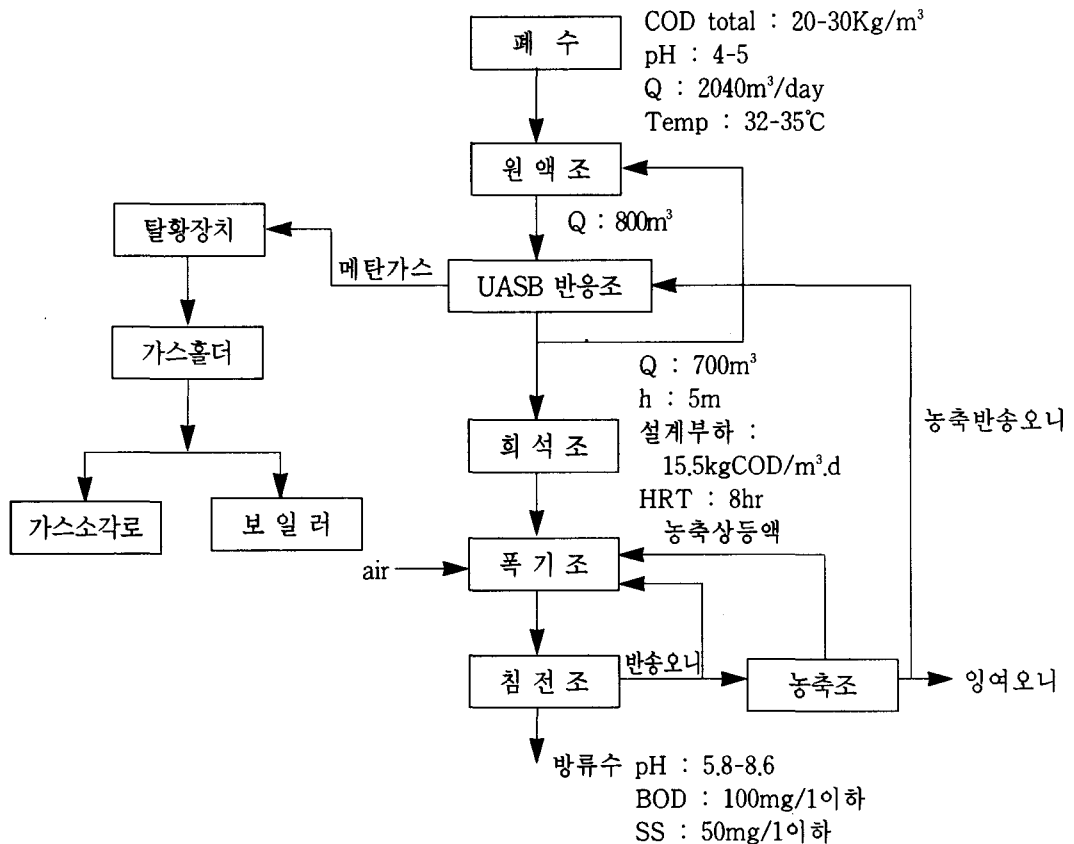 폐 수
COD total : 20-30Kg/m³
pH : 4-5
Q : 2040m³/day
Temp : 32-35℃
원 액 조
Q : 800m³
탈황장치
메탄가스
UASB 반응조
가스홀더
Q : 700m³
h : 5m
설계부하 :
15.5kgCOD/m³.d
HRT : 8hr
농축상등액
농축반송오니
희 석 조
가스소각로
보 일 러
air
폭 기 조
침 전 조
반송오니
농축조
잉여오니
방류수 pH : 5.8-8.6
BOD : 100mg/1이하
SS : 50mg/1이하